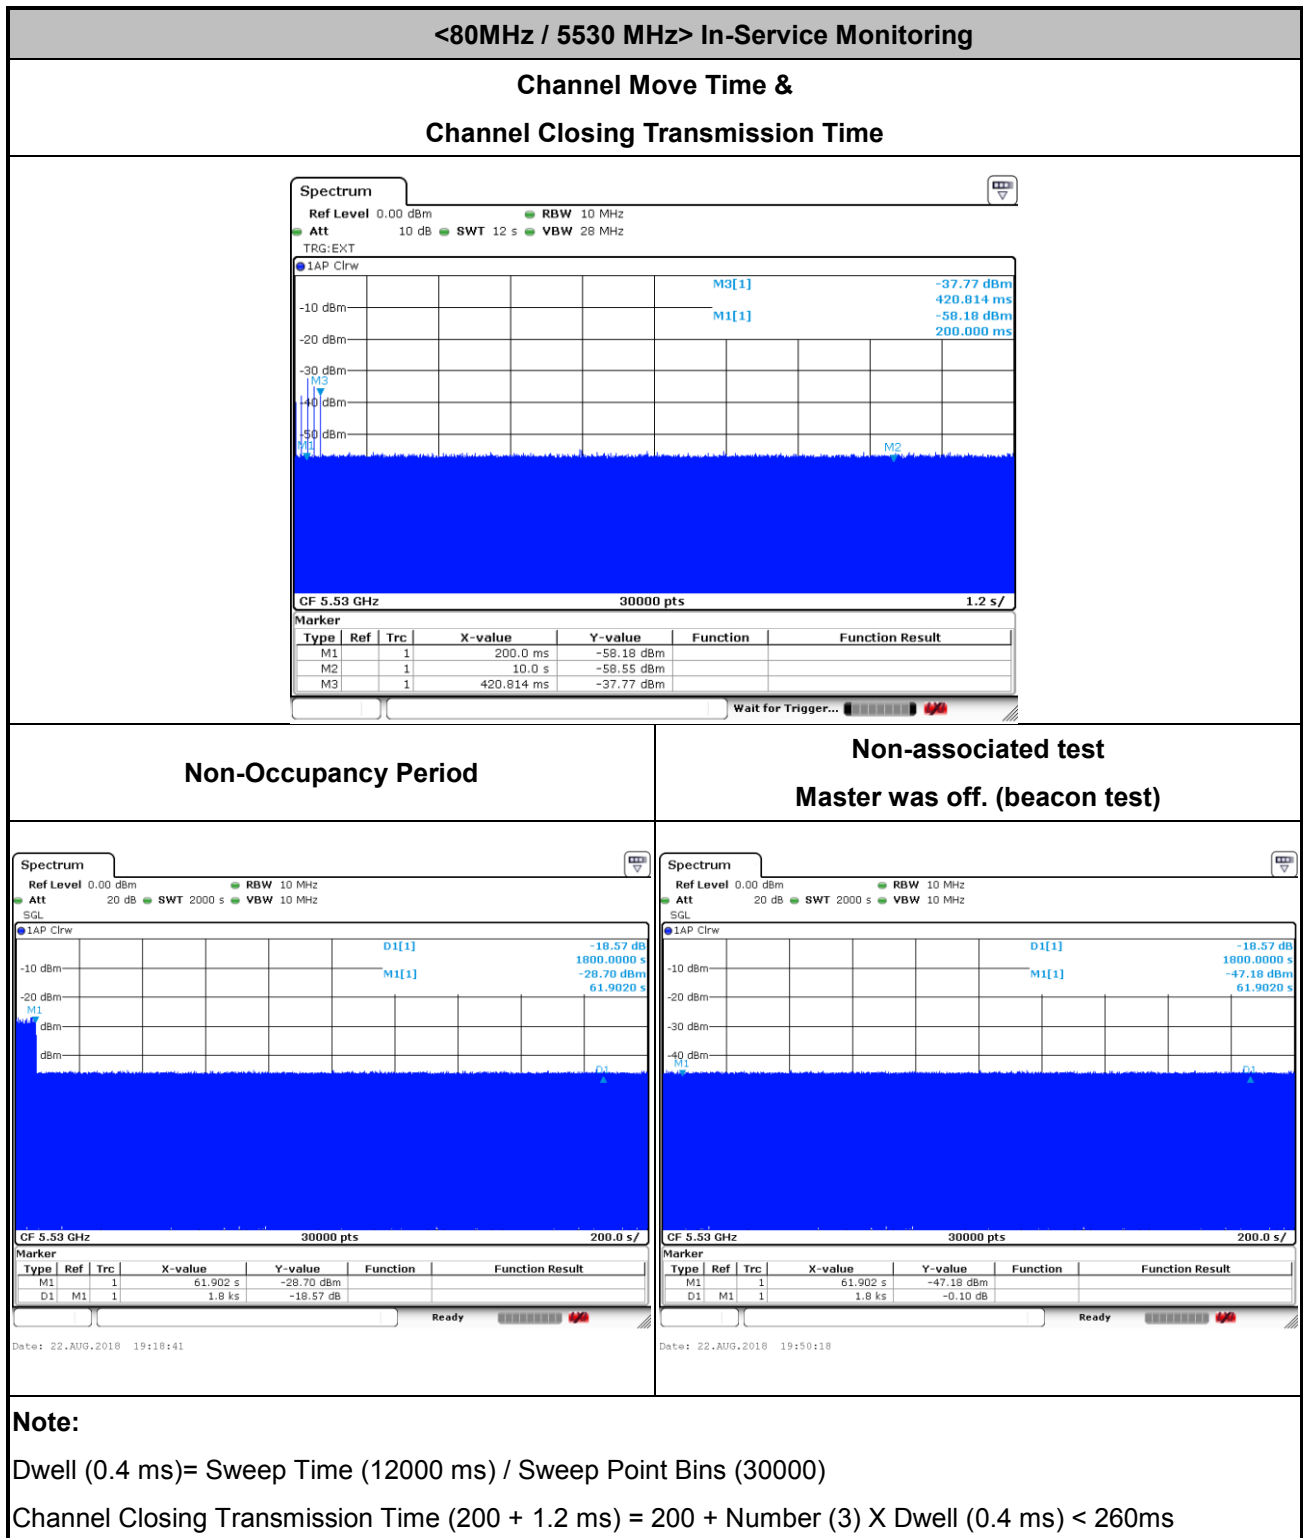 <80MHz / 5530 MHz> In-Service Monitoring
Channel Move Time &
Channel Closing Transmission Time
Spectrum
Ref Level 0.00 dBm RBW 10 MHz
Att 10 dB SWT 12 s VBW 28 MHz
TRG:EXT
1AP Clrw
M3[1] -37.77 dBm
420.814 ms
-10 dBm
M1[1] -58.18 dBm
200.000 ms
-20 dBm
-30 dBm
M3
-40 dBm
-50 dBm
M1
M2
CF 5.53 GHz 30000 pts 1.2 s/
Marker
Type Ref Trc X-value Y-value Function Function Result
M1 1 200.0 ms -58.18 dBm
M2 1 10.0 s -58.55 dBm
M3 1 420.814 ms -37.77 dBm
Wait for Trigger...
Non-Occupancy Period
Non-associated test
Master was off. (beacon test)
Spectrum
Ref Level 0.00 dBm RBW 10 MHz
Att 20 dB SWT 2000 s VBW 10 MHz
SGL
1AP Clrw
D1[1] -18.57 dB
1800.0000 s
-10 dBm
M1[1] -28.70 dBm
61.9020 s
-20 dBm
M1
dBm
dBm
D1
CF 5.53 GHz 30000 pts 200.0 s/
Marker
Type Ref Trc X-value Y-value Function Function Result
M1 1 61.902 s -28.70 dBm
D1 M1 1 1.8 ks -18.57 dB
Ready
Date: 22.AUG.2018 19:18:41
Spectrum
Ref Level 0.00 dBm RBW 10 MHz
Att 20 dB SWT 2000 s VBW 10 MHz
SGL
1AP Clrw
D1[1] -18.57 dB
1800.0000 s
-10 dBm
M1[1] -47.18 dBm
61.9020 s
-20 dBm
-30 dBm
-40 dBm
M1
D1
CF 5.53 GHz 30000 pts 200.0 s/
Marker
Type Ref Trc X-value Y-value Function Function Result
M1 1 61.902 s -47.18 dBm
D1 M1 1 1.8 ks -0.10 dB
Ready
Date: 22.AUG.2018 19:50:18
Note:
Dwell (0.4 ms)= Sweep Time (12000 ms) / Sweep Point Bins (30000)
Channel Closing Transmission Time (200 + 1.2 ms) = 200 + Number (3) X Dwell (0.4 ms) < 260ms